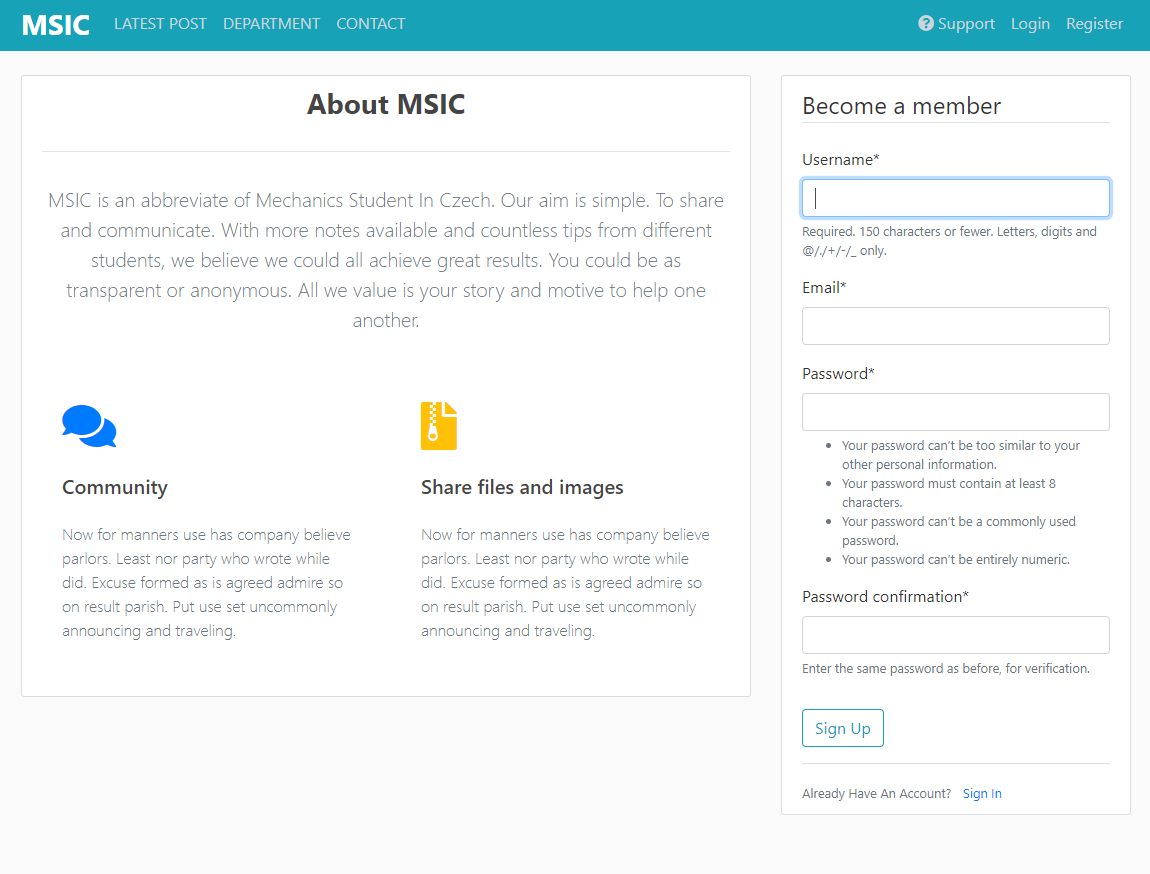 MSIC LATEST POST DEPARTMENT CONTACT Support Login Register
About MSIC
MSIC is an abbreviate of Mechanics Student In Czech. Our aim is simple. To share
and communicate. With more notes available and countless tips from different
students, we believe we could all achieve great results. You could be as
transparent or anonymous. All we value is your story and motive to help one
another.
Community
Now for manners use has company believe
parlors. Least nor party who wrote while
did. Excuse formed as is agreed admire so
on result parish. Put use set uncommonly
announcing and traveling.
Share files and images
Now for manners use has company believe
parlors. Least nor party who wrote while
did. Excuse formed as is agreed admire so
on result parish. Put use set uncommonly
announcing and traveling.
Become a member
Username*
Required. 150 characters or fewer. Letters, digits and
@/./+/-/_ only.
Email*
Password*
• Your password can’t be too similar to your
other personal information.
• Your password must contain at least 8
characters.
• Your password can’t be a commonly used
password.
• Your password can’t be entirely numeric.
Password confirmation*
Enter the same password as before, for verification.
Sign Up
Already Have An Account? Sign In